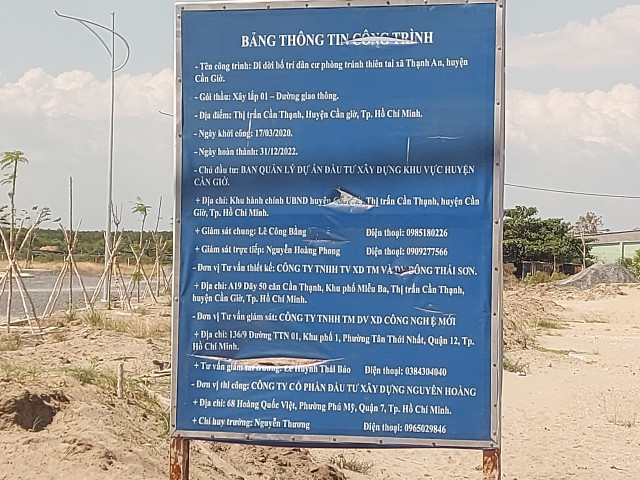 BẢNG THÔNG TIN CÔNG TRÌNH
- Tên công trình: Di dời bố trí dân cư phòng tránh thiên tai xã Thạnh An, huyện
Cần Giờ.
- Gói thầu: Xây lắp 01 – Đường giao thông.
- Địa điểm: Thị trấn Cần Thạnh, Huyện Cần giờ, Tp. Hồ Chí Minh.
- Ngày khởi công: 17/03/2020.
- Ngày hoàn thành: 31/12/2022.
- Chủ đầu tư: BAN QUẢN LÝ DỰ ÁN ĐẦU TƯ XÂY DỰNG KHU VỰC HUYỆN
CẦN GIỜ.
+ Địa chỉ: Khu hành chính UBND huyện Thị trấn Cần Thạnh, huyện Cần
Giờ, Tp. Hồ Chí Minh.
+ Giám sát chung: Lê Công Bằng Điện thoại: 0985180226
+ Giám sát trực tiếp: Nguyễn Hoàng Phong Điện thoại: 0909277566
- Đơn vị Tư vấn thiết kế: CÔNG TY TNHH TV XD TM VÀ ĐÔNG THÁI SƠN.
+ Địa chỉ: A19 Dãy 50 căn Cần Thạnh, Khu phố Miễu Ba, Thị trấn Cần Thạnh,
huyện Cần Giờ, Tp. Hồ Chí Minh.
- Đơn vị Tư vấn giám sát: CÔNG TY TNHH TM DV XD CÔNG NGHỆ MỚI
+ Địa chỉ: 136/9 Đường TTN 01, Khu phố 1, Phường Tân Thới Nhất, Quận 12, Tp.
Hồ Chí Minh.
+ Tư vấn giám sát trưởng: Lê Huỳnh Thái Bảo Điện thoại: 0384304040
- Đơn vị thi công: CÔNG TY CỔ PHẦN ĐẦU TƯ XÂY DỰNG NGUYÊN HOÀNG
+ Địa chỉ: 68 Hoàng Quốc Việt, Phường Phú Mỹ, Quận 7, Tp. Hồ Chí Minh.
+ Chỉ huy trưởng: Nguyễn Thương Điện thoại: 0965029846